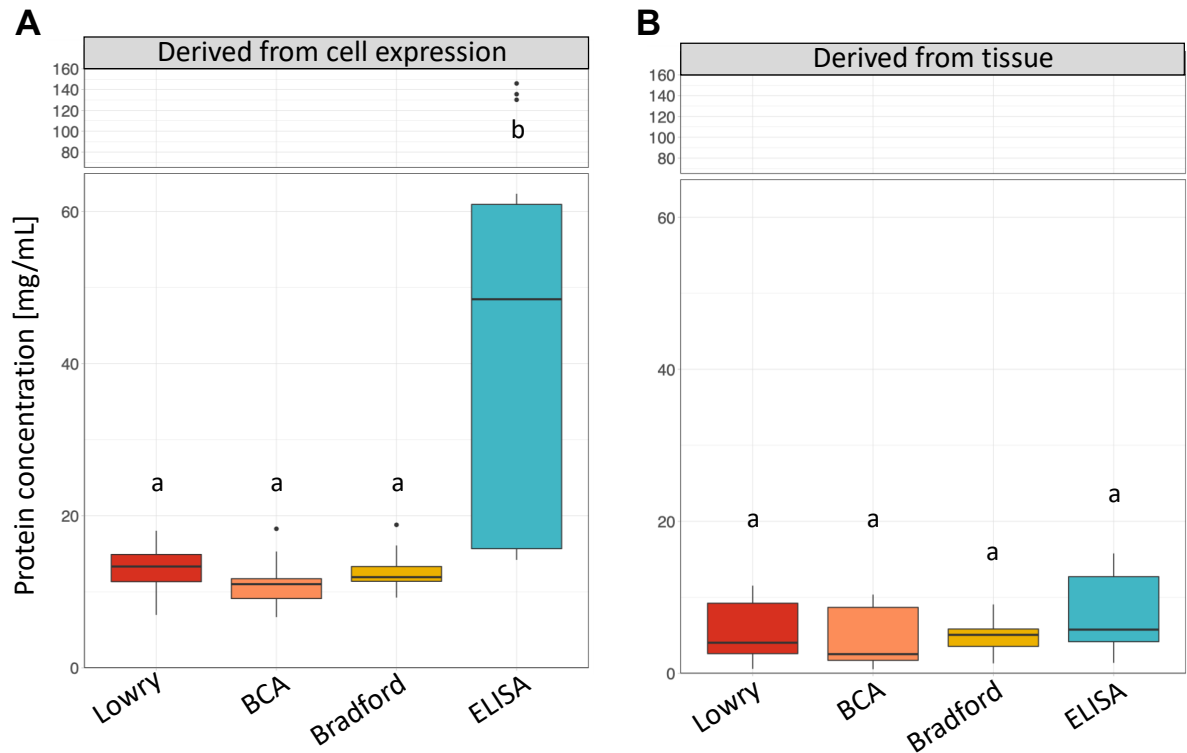 A
Derived from cell expression
160
140
120
100
80
b
Protein concentration [mg/mL]
60
40
20
0
a
a
a
Lowry
BCA
Bradford
ELISA
B
Derived from tissue
160
140
120
100
80
60
40
20
0
a
a
a
a
Lowry
BCA
Bradford
ELISA